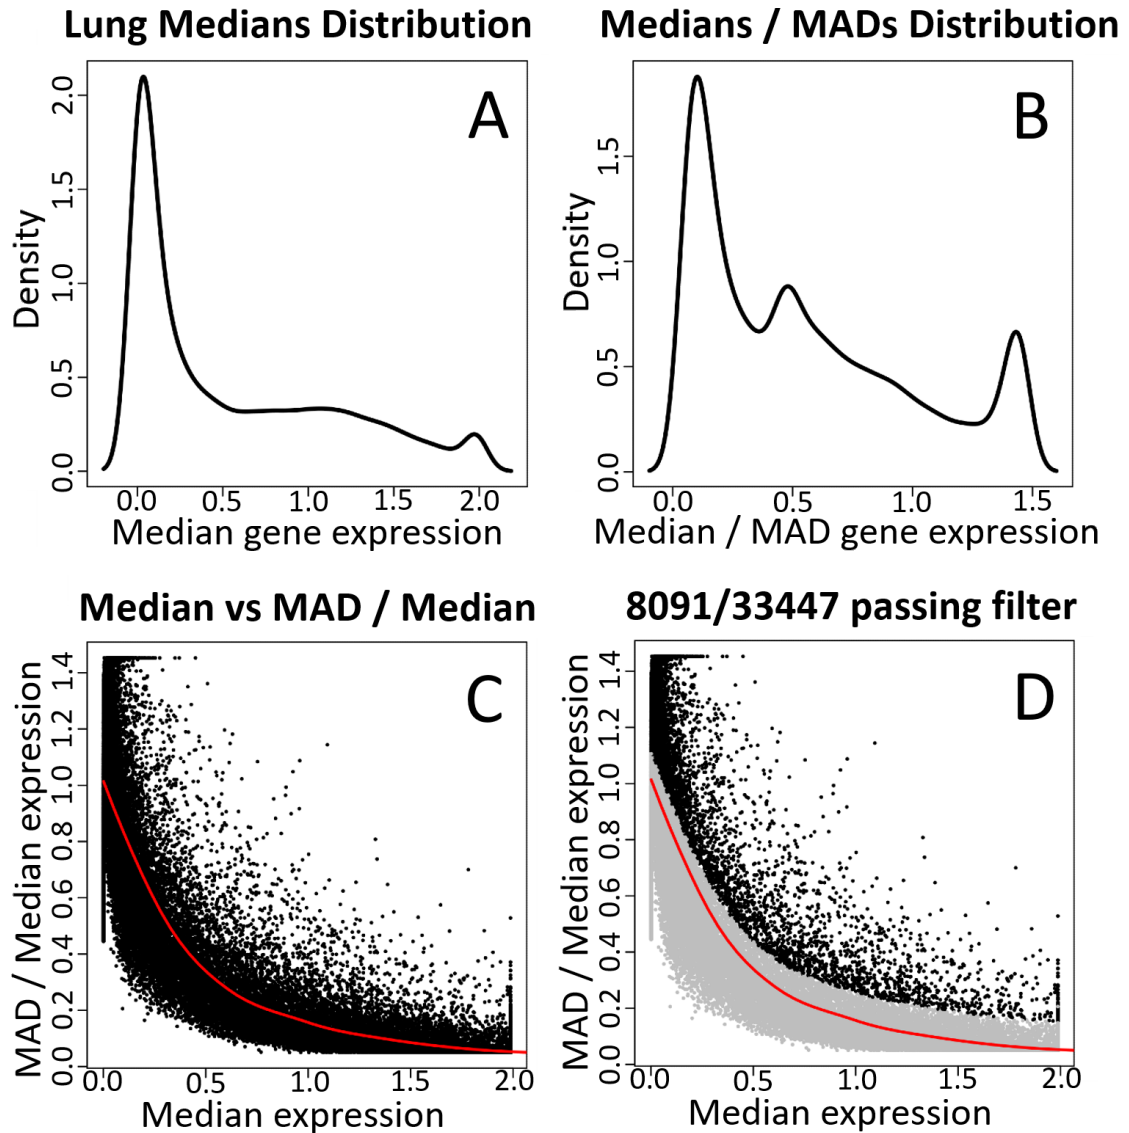 Lung Medians Distribution
A
Density
0.0 0.5 1.0 1.5 2.0
0.0 0.5 1.0 1.5 2.0
Median gene expression
Medians / MADs Distribution
B
Density
0.0 0.5 1.0 1.5
0.0 0.5 1.0 1.5
Median / MAD gene expression
Median vs MAD / Median
C
MAD / Median expression
0.0 0.2 0.4 0.6 0.8 1.0 1.2 1.4
0.0 0.5 1.0 1.5 2.0
Median expression
8091/33447 passing filter
D
MAD / Median expression
0.0 0.2 0.4 0.6 0.8 1.0 1.2 1.4
0.0 0.5 1.0 1.5 2.0
Median expression